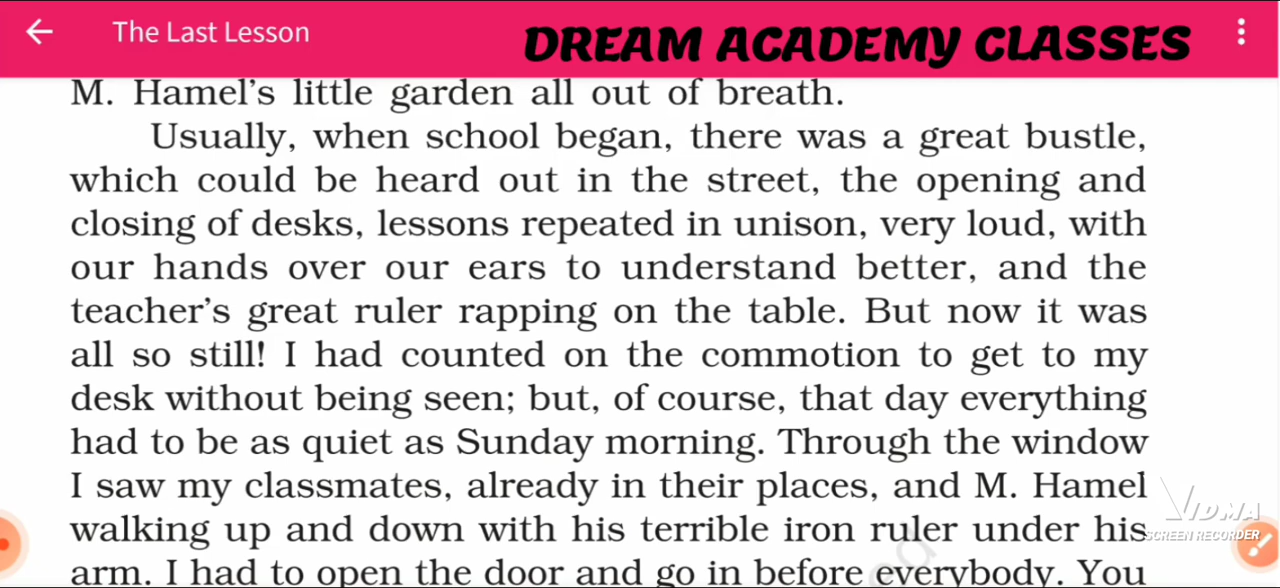 The Last Lesson
DREAM ACADEMY CLASSES
M. Hamel's little garden all out of breath.
Usually, when school began, there was a great bustle,
which could be heard out in the street, the opening and
closing of desks, lessons repeated in unison, very loud, with
our hands over our ears to understand better, and the
teacher's great ruler rapping on the table. But now it was
all so still! I had counted on the commotion to get to my
desk without being seen; but, of course, that day everything
had to be as quiet as Sunday morning. Through the window
I saw my classmates, already in their places, and M. Hamel
walking up and down with his terrible iron ruler under his
arm. I had to open the door and go in before everybody. You
VIDMA
SCREEN RECORDER